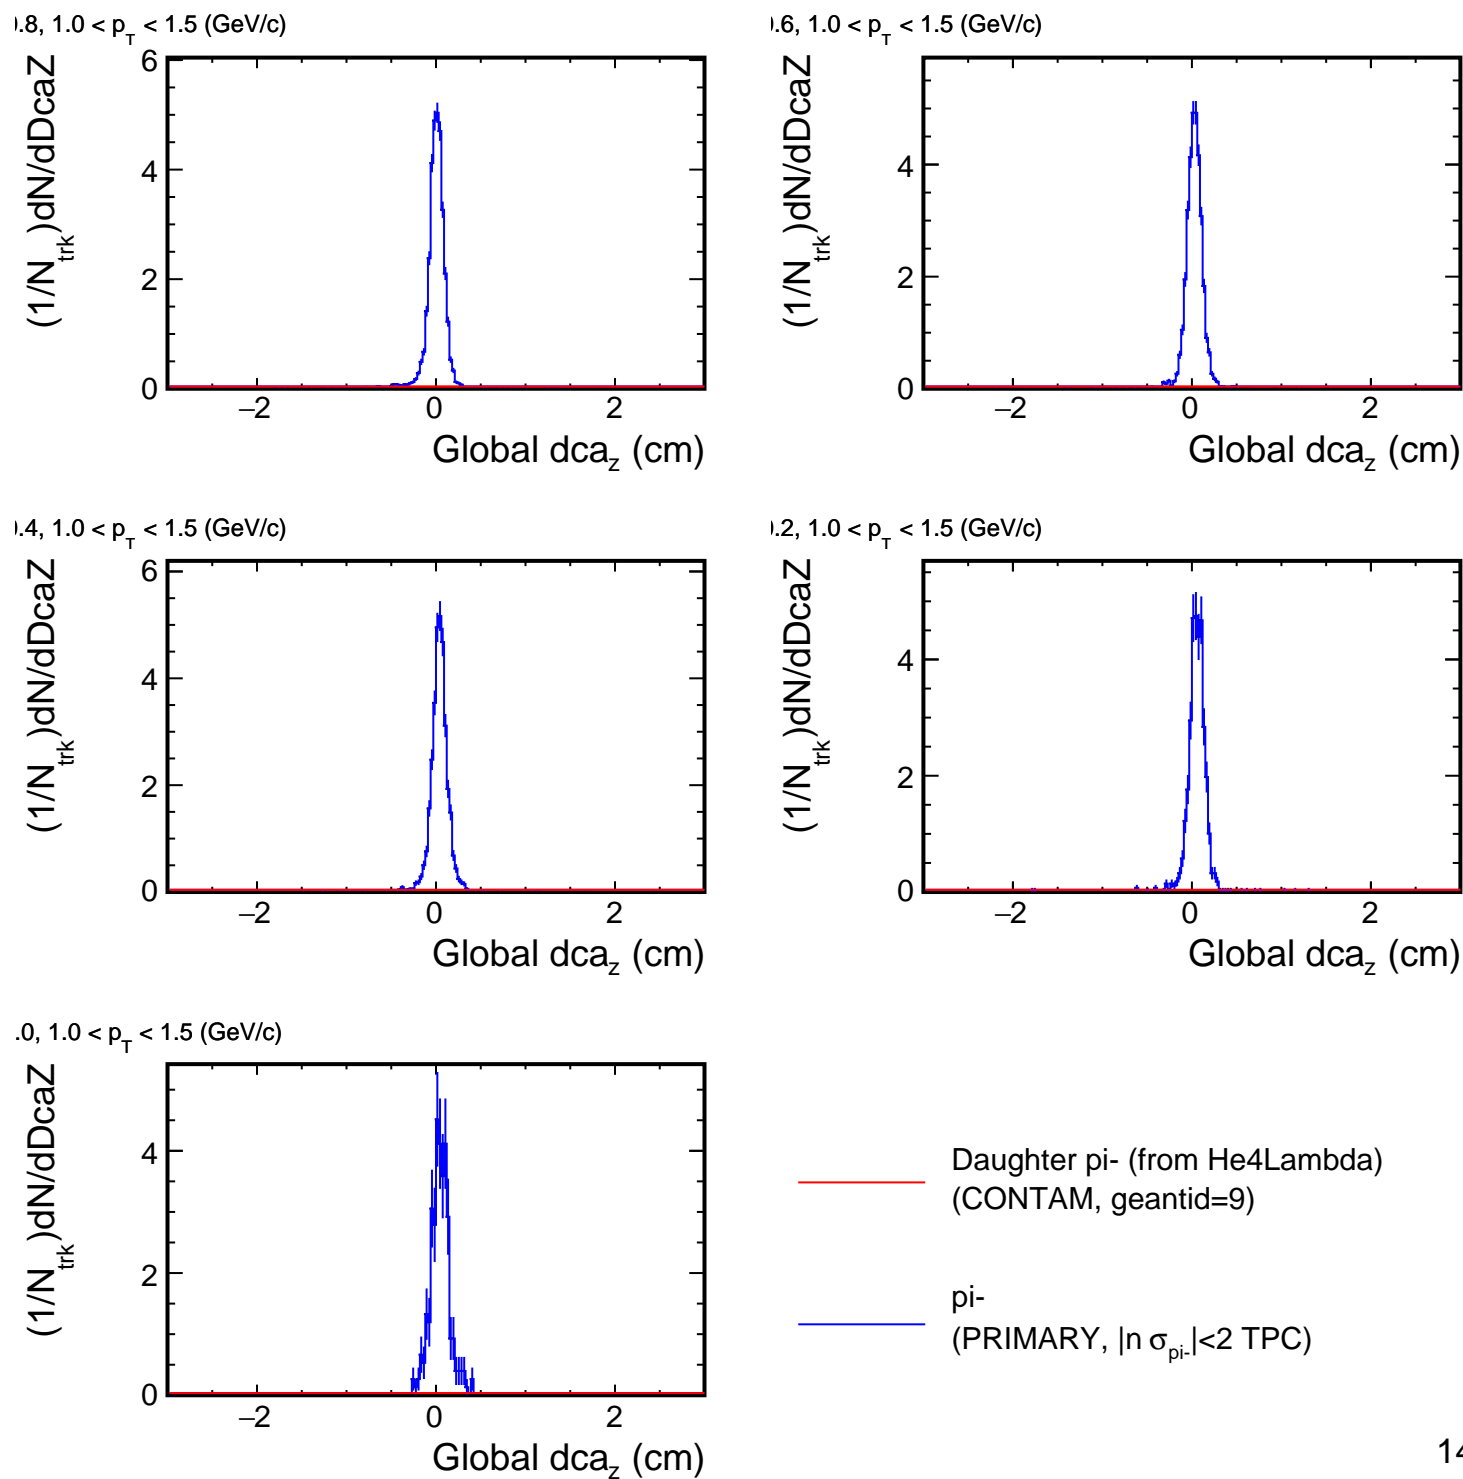 ).8, 1.0 < p_T < 1.5 (GeV/c)
(1/N_trk)dN/dDcaZ
6
4
2
0
−2 0 2
Global dca_z (cm)
).6, 1.0 < p_T < 1.5 (GeV/c)
(1/N_trk)dN/dDcaZ
4
2
0
−2 0 2
Global dca_z (cm)
).4, 1.0 < p_T < 1.5 (GeV/c)
(1/N_trk)dN/dDcaZ
6
4
2
0
−2 0 2
Global dca_z (cm)
).2, 1.0 < p_T < 1.5 (GeV/c)
(1/N_trk)dN/dDcaZ
4
2
0
−2 0 2
Global dca_z (cm)
.0, 1.0 < p_T < 1.5 (GeV/c)
(1/N_trk)dN/dDcaZ
4
2
0
−2 0 2
Global dca_z (cm)
Daughter pi- (from He4Lambda)
(CONTAM, geantid=9)
pi-
(PRIMARY, |n σ_pi-|<2 TPC)
14